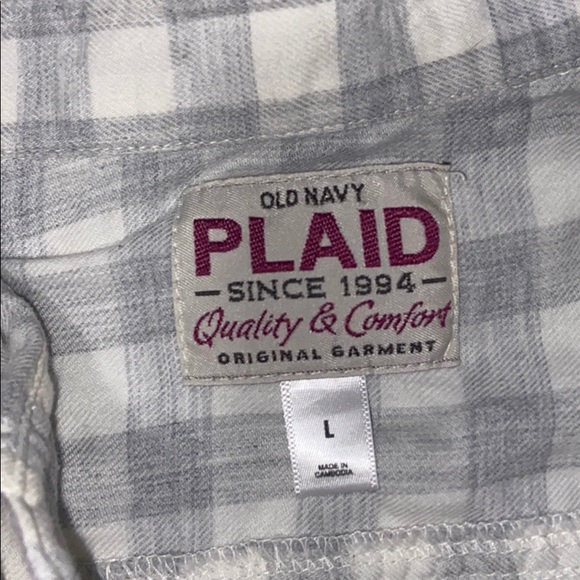 OLD NAVY
PLAID
— SINCE 1994 —
Quality & Comfort
ORIGINAL GARMENT
L
MADE IN
CAMBODIA